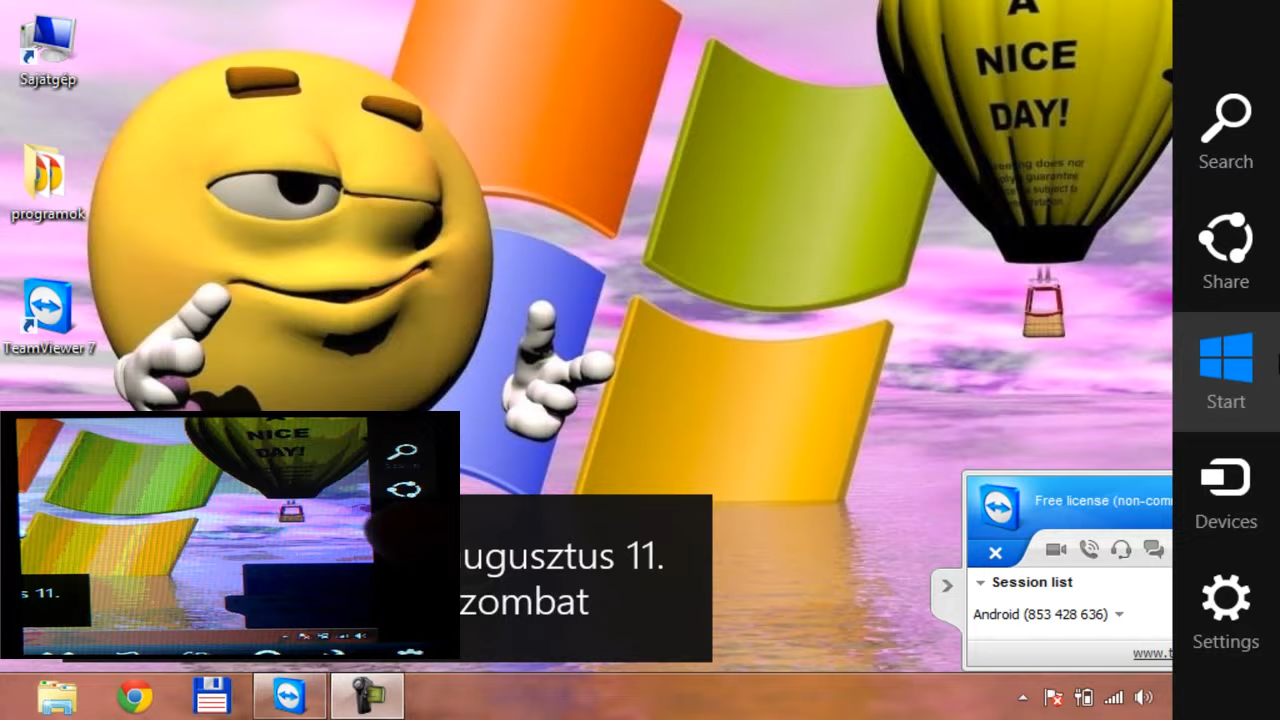 Sajátgép
programok
TeamViewer 7
A
NICE
DAY!
Search
Share
Start
Devices
Settings
NICE
DAY!
s 11.
ugusztus 11.
zombat
Free license (non-com
Session list
Android (853 428 636)
www.t